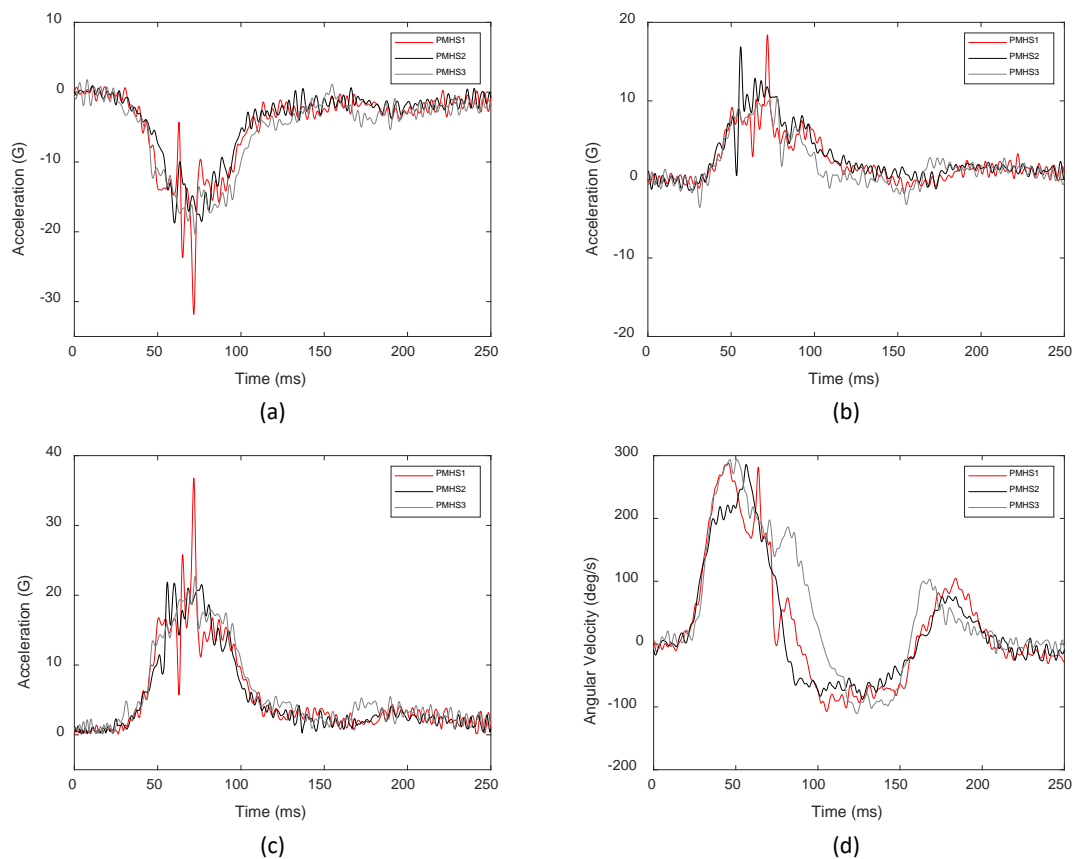 10
0
-10
-20
-30
Acceleration (G)
0 50 100 150 200 250
Time (ms)
PMHS1
PMHS2
PMHS3
(a)
20
10
0
-10
-20
Acceleration (G)
0 50 100 150 200 250
Time (ms)
PMHS1
PMHS2
PMHS3
(b)
40
30
20
10
0
Acceleration (G)
0 50 100 150 200 250
Time (ms)
PMHS1
PMHS2
PMHS3
(c)
300
200
100
0
-100
-200
Angular Velocity (deg/s)
0 50 100 150 200 250
Time (ms)
PMHS1
PMHS2
PMHS3
(d)